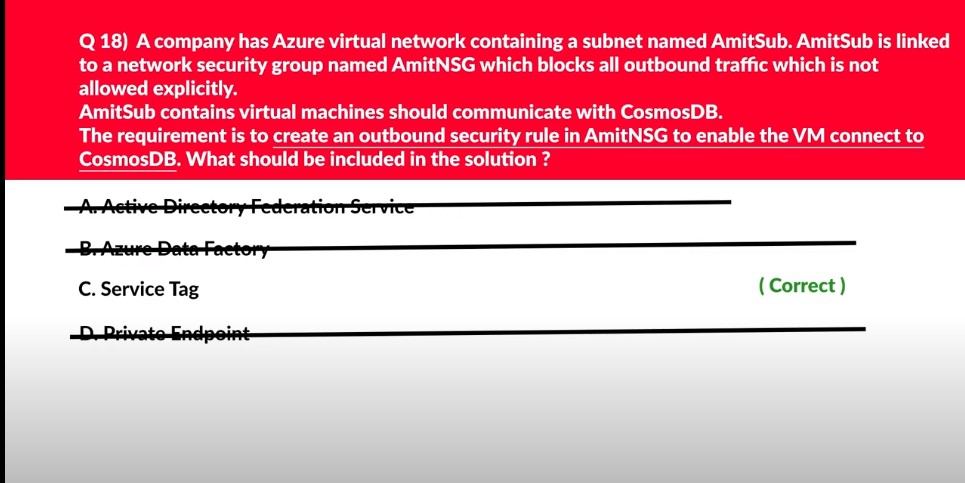 Q 18) A company has Azure virtual network containing a subnet named AmitSub. AmitSub is linked
to a network security group named AmitNSG which blocks all outbound traffic which is not
allowed explicitly.
AmitSub contains virtual machines should communicate with CosmosDB.
The requirement is to create an outbound security rule in AmitNSG to enable the VM connect to
CosmosDB. What should be included in the solution ?
A. Active Directory Federation Service
B. Azure Data Factory
C. Service Tag (Correct)
D. Private Endpoint